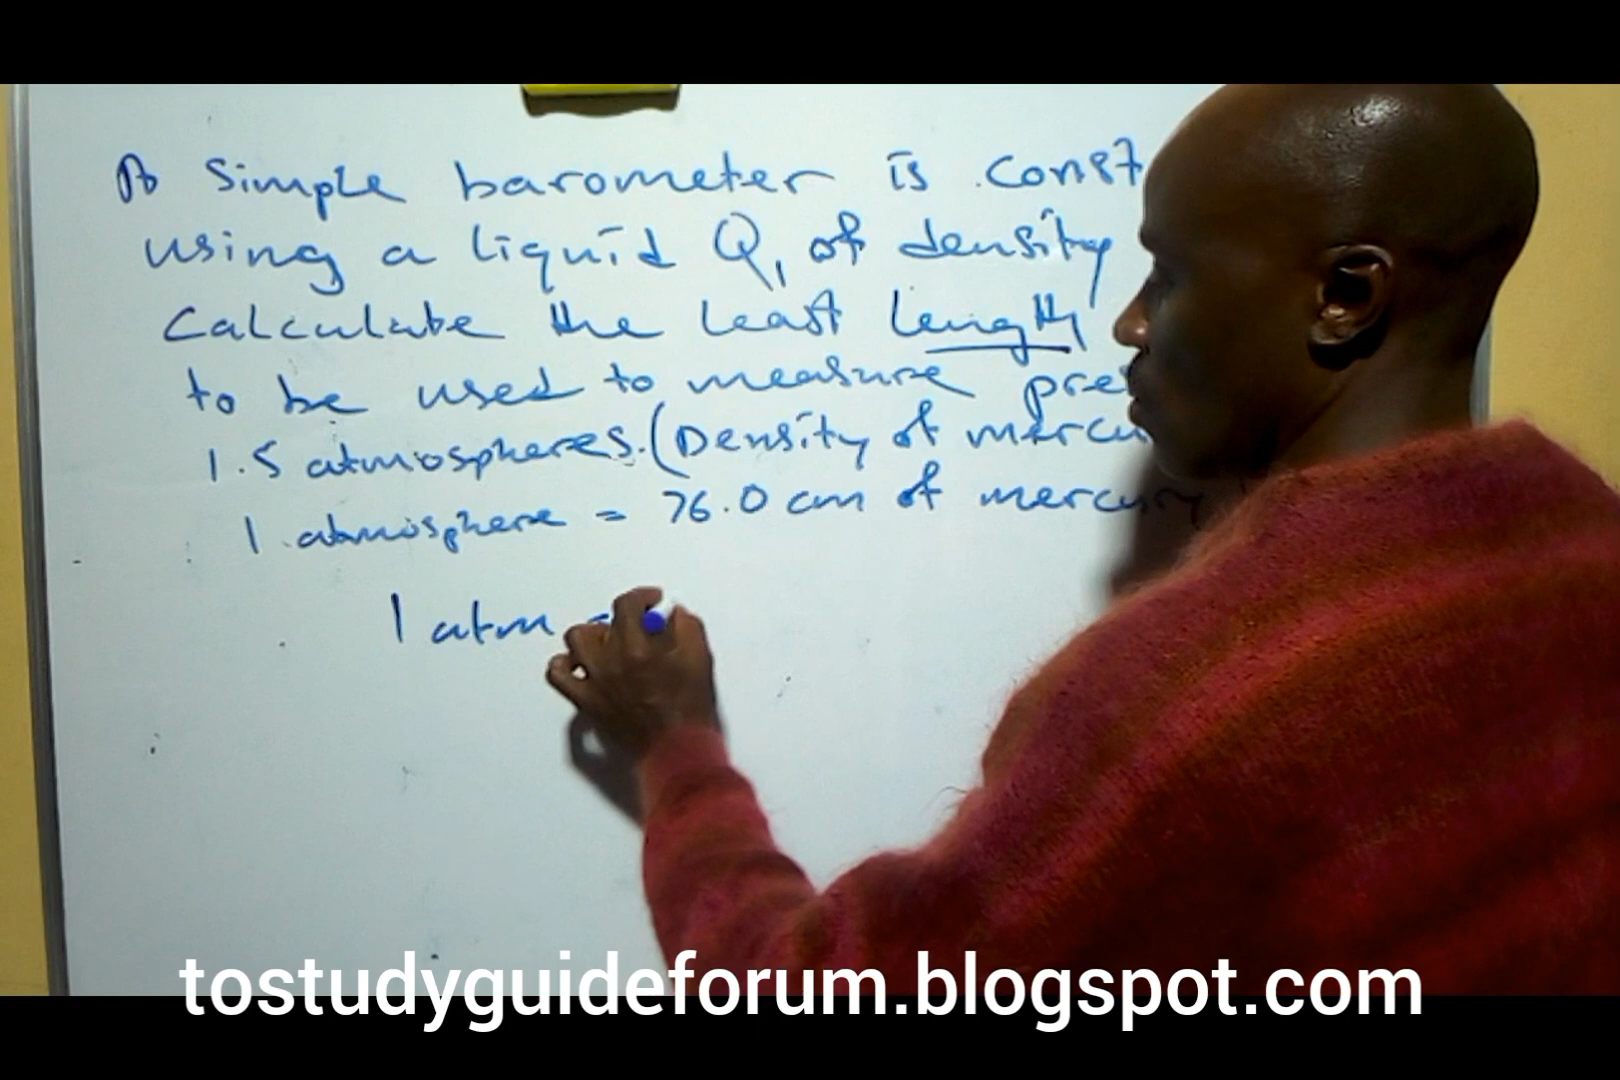 A simple barometer is const
using a liquid Q, of density
Calculate the least length
to be used to measure pre
1.5 atmospheres. (Density of mercu
1 atmosphere = 76.0 cm of mercury
1 atm =
tostudyguideforum.blogspot.com